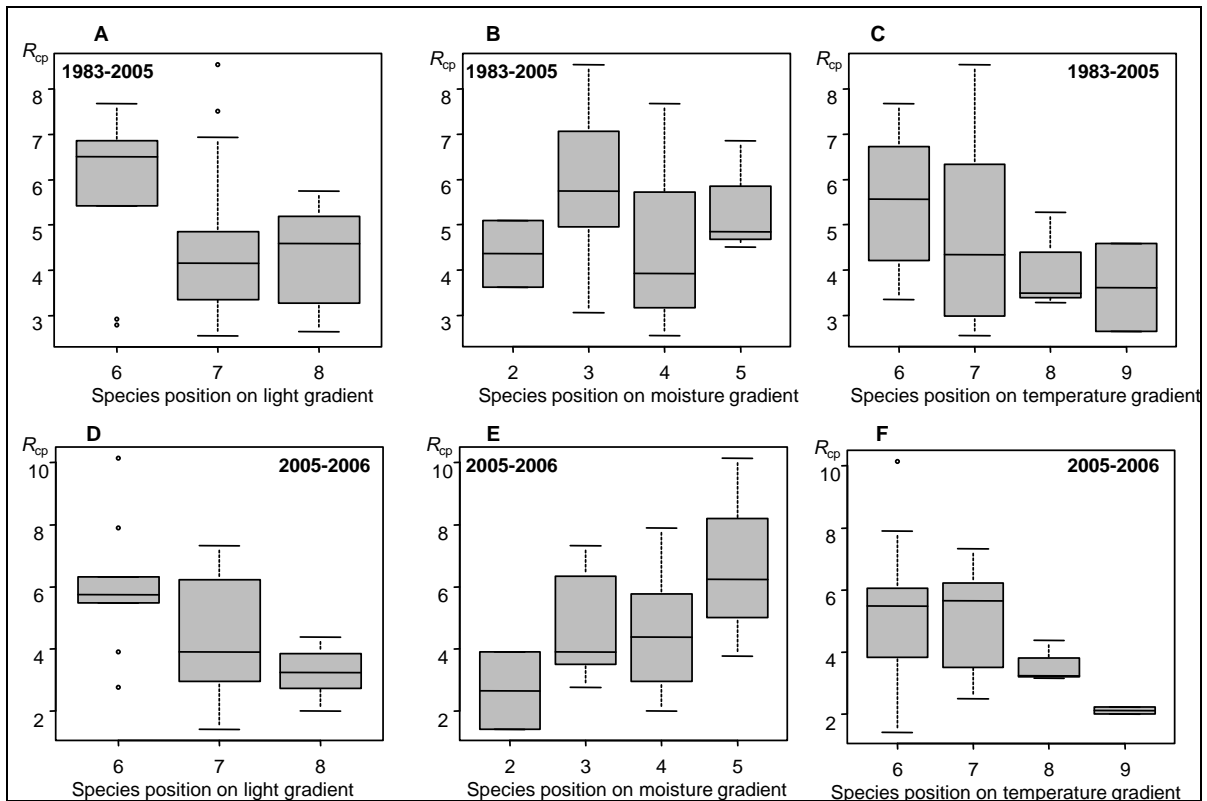 A
B
C
Rcp
Rcp
Rcp
1983-2005
1983-2005
1983-2005
8
7
6
5
4
3
8
7
6
5
4
3
8
7
6
5
4
3
6 7 8
2 3 4 5
6 7 8 9
Species position on light gradient
Species position on moisture gradient
Species position on temperature gradient
D
E
F
Rcp
Rcp
Rcp
2005-2006
2005-2006
2005-2006
10
8
6
4
2
10
8
6
4
2
10
8
6
4
2
6 7 8
2 3 4 5
6 7 8 9
Species position on light gradient
Species position on moisture gradient
Species position on temperature gradient